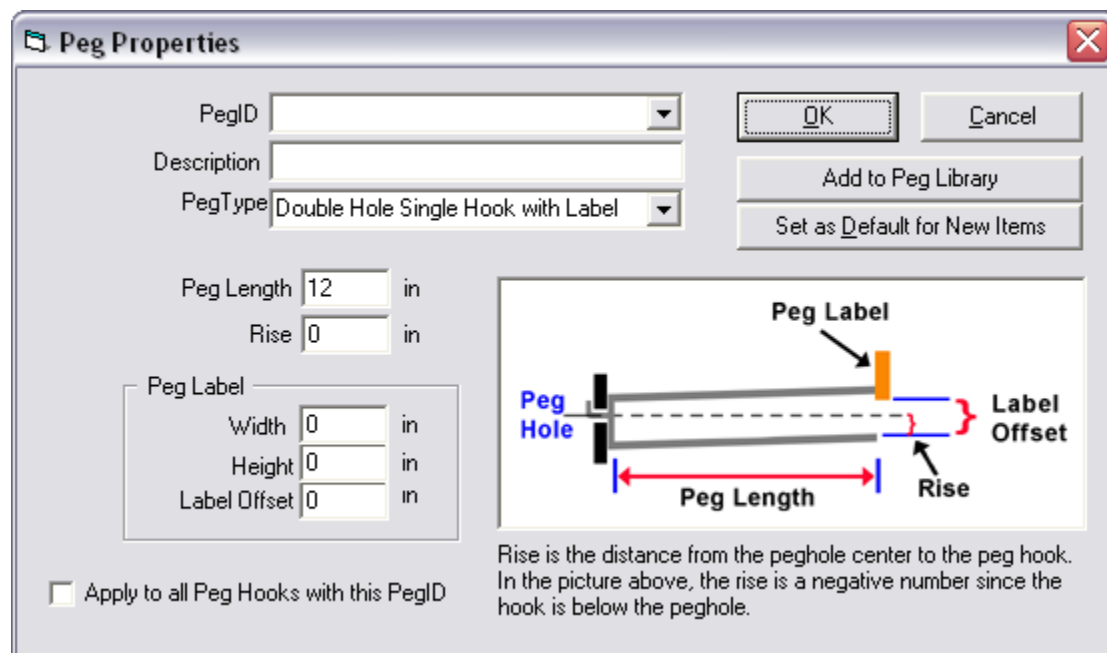 Peg Properties
PegID
OK
Cancel
Description
Add to Peg Library
PegType Double Hole Single Hook with Label
Set as Default for New Items
Peg Length 12 in
Rise 0 in
Peg Label
Width 0 in
Height 0 in
Label Offset 0 in
Peg Label
Peg
Hole
Label
Offset
Peg Length
Rise
Rise is the distance from the peghole center to the peg hook.
In the picture above, the rise is a negative number since the
hook is below the peghole.
Apply to all Peg Hooks with this PegID